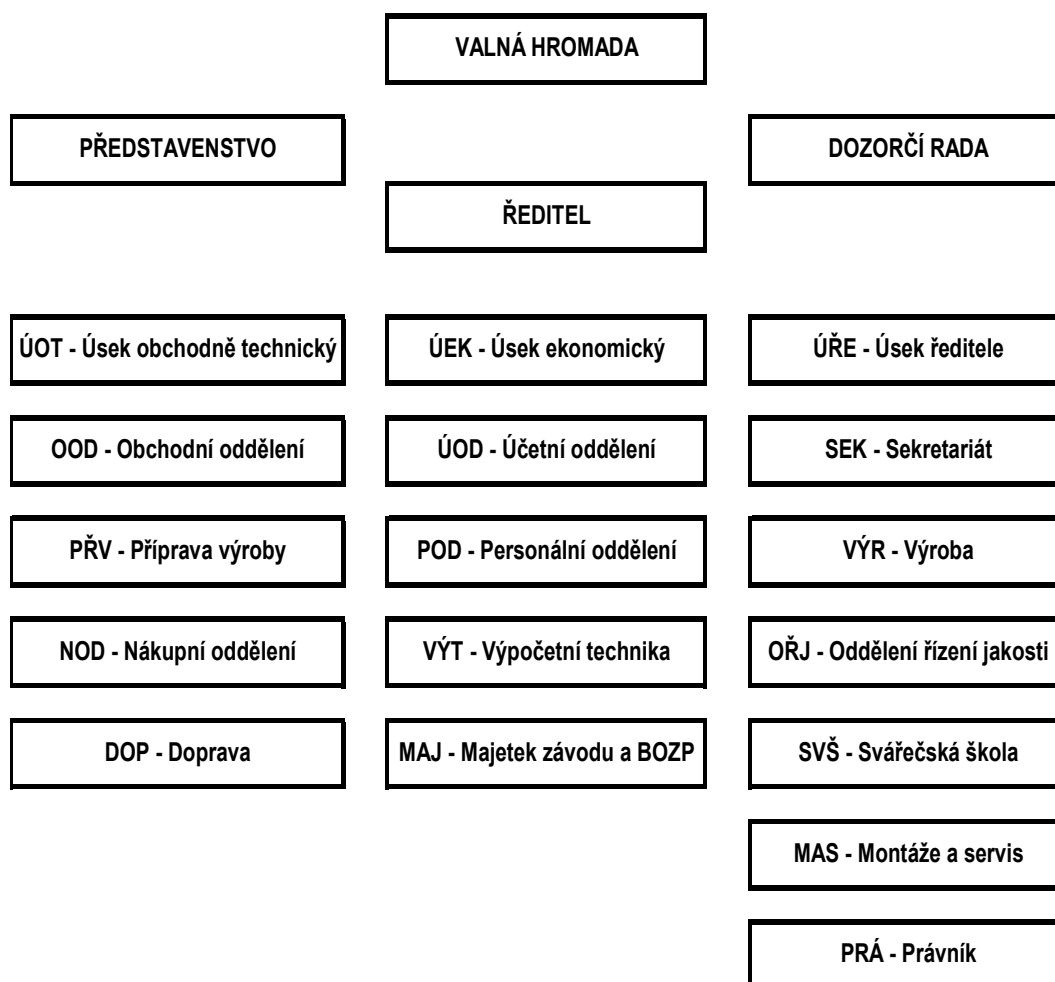 VALNÁ HROMADA
PŘEDSTAVENSTVO
DOZORČÍ RADA
ŘEDITEL
ÚOT - Úsek obchodně technický
ÚEK - Úsek ekonomický
ÚŘE - Úsek ředitele
OOD - Obchodní oddělení
ÚOD - Účetní oddělení
SEK - Sekretariát
PŘV - Příprava výroby
POD - Personální oddělení
VÝR - Výroba
NOD - Nákupní oddělení
VÝT - Výpočetní technika
OŘJ - Oddělení řízení jakosti
DOP - Doprava
MAJ - Majetek závodu a BOZP
SVŠ - Svářečská škola
MAS - Montáže a servis
PRÁ - Právník